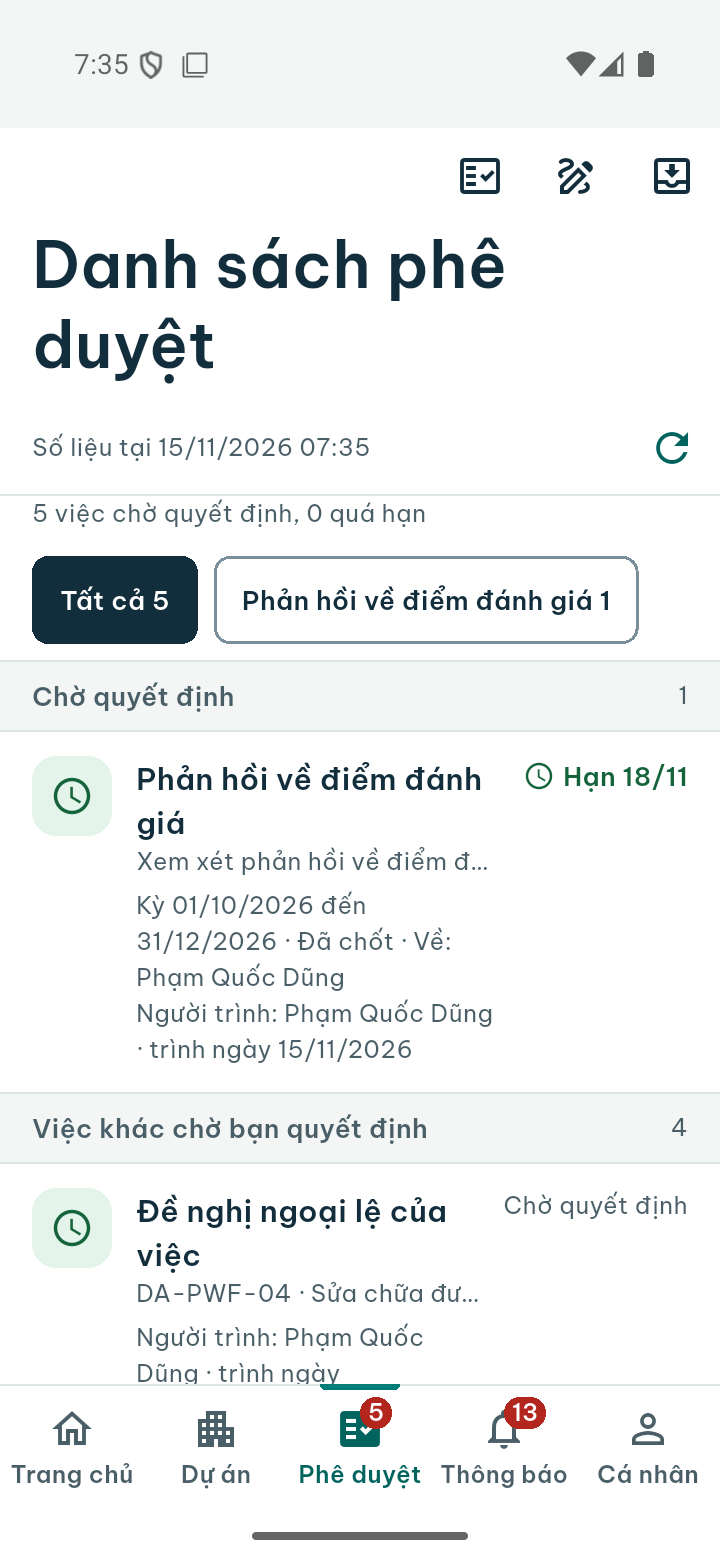 7:35
Danh sách phê
duyệt
Số liệu tại 15/11/2026 07:35
5 việc chờ quyết định, 0 quá hạn
Tất cả 5
Phản hồi về điểm đánh giá 1
Chờ quyết định
1
Phản hồi về điểm đánh
giá
Hạn 18/11
Xem xét phản hồi về điểm đ...
Kỳ 01/10/2026 đến
31/12/2026 · Đã chốt · Về:
Phạm Quốc Dũng
Người trình: Phạm Quốc Dũng
· trình ngày 15/11/2026
Việc khác chờ bạn quyết định
4
Đề nghị ngoại lệ của
việc
Chờ quyết định
DA-PWF-04 · Sửa chữa đư...
Người trình: Phạm Quốc
Dũng · trình ngày
5
13
Trang chủ
Dự án
Phê duyệt
Thông báo
Cá nhân